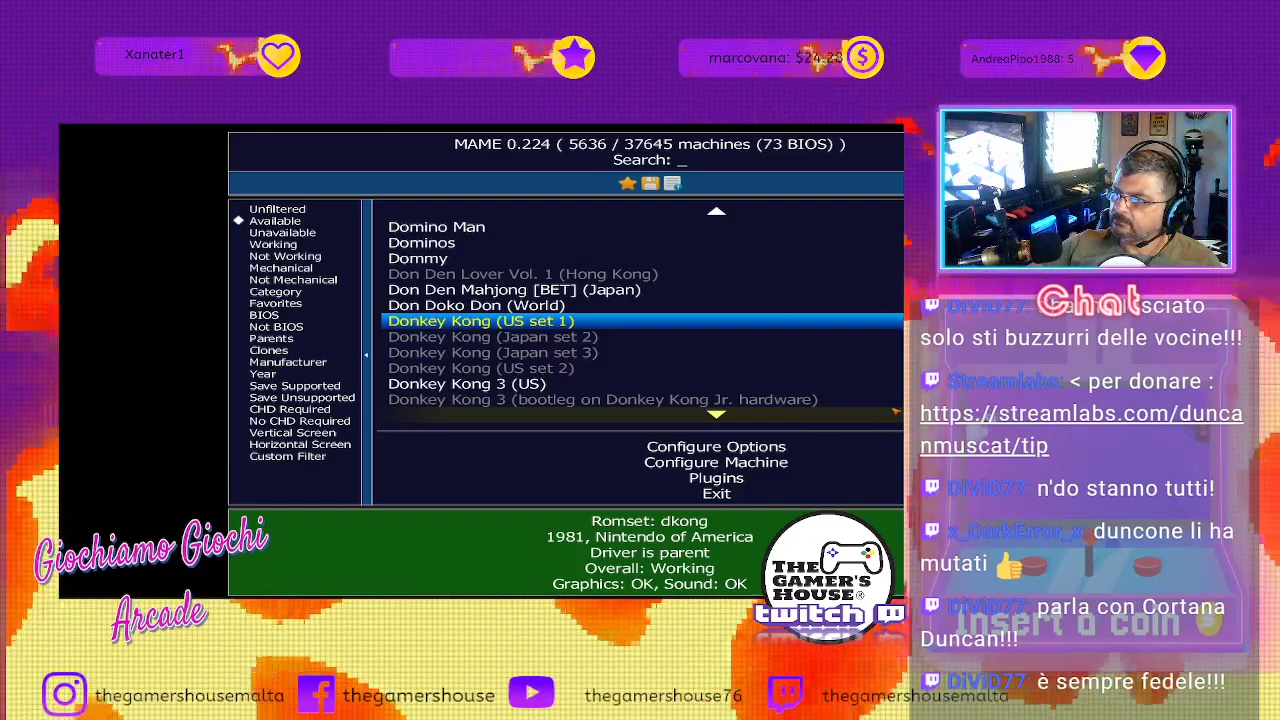 Xanater1
marcovana: $24.28
AndreaPipo1988: 5
MAME 0.224 ( 5636 / 37645 machines (73 BIOS) )
Search: _
Unfiltered
Available
Unavailable
Working
Not Working
Mechanical
Not Mechanical
Category
Favorites
BIOS
Not BIOS
Parents
Clones
Manufacturer
Year
Save Supported
Save Unsupported
CHD Required
No CHD Required
Vertical Screen
Horizontal Screen
Custom Filter
Domino Man
Dominos
Dommy
Don Den Lover Vol. 1 (Hong Kong)
Don Den Mahjong [BET] (Japan)
Don Doko Don (World)
Donkey Kong (US set 1)
Donkey Kong (Japan set 2)
Donkey Kong (Japan set 3)
Donkey Kong (US set 2)
Donkey Kong 3 (US)
Donkey Kong 3 (bootleg on Donkey Kong Jr. hardware)
Configure Options
Configure Machine
Plugins
Exit
Romset: dkong
1981, Nintendo of America
Driver is parent
Overall: Working
Graphics: OK, Sound: OK
THE
GAMER'S
HOUSE®
twitch
Giochiamo Giochi
Arcade
Chat
DiViD77: sciato
solo sti buzzurri delle vocine!!!
Streamlabs: < per donare :
https://streamlabs.com/dunca
nmuscat/tip
DiViD77: n'do stanno tutti!
x_DarkError_x: duncone li ha
mutati 👍
DiViD77: parla con Cortana
Duncan!!!
Insert a coin
DiViD77: è sempre fedele!!!
thegamershousemalta
thegamershouse
thegamershouse76
thegamershousemalta